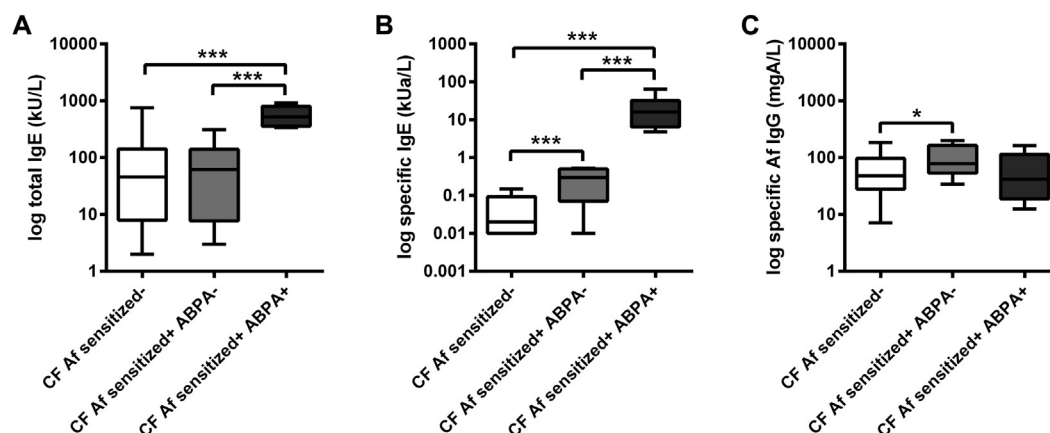 A
log total IgE (kU/L)
10000
1000
100
10
1
***
***
CF Af sensitized-
CF Af sensitized+ ABPA-
CF Af sensitized+ ABPA+
B
log specific IgE (kUa/L)
1000
100
10
1
0.1
0.01
0.001
***
***
***
CF Af sensitized-
CF Af sensitized+ ABPA-
CF Af sensitized+ ABPA+
C
log specific Af IgG (mgA/L)
10000
1000
100
10
1
*
CF Af sensitized-
CF Af sensitized+ ABPA-
CF Af sensitized+ ABPA+